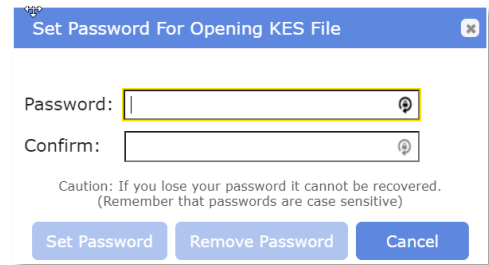 Set Password For Opening KES File
Password:
Confirm:
Caution: If you lose your password it cannot be recovered.
(Remember that passwords are case sensitive)
Set Password Remove Password Cancel